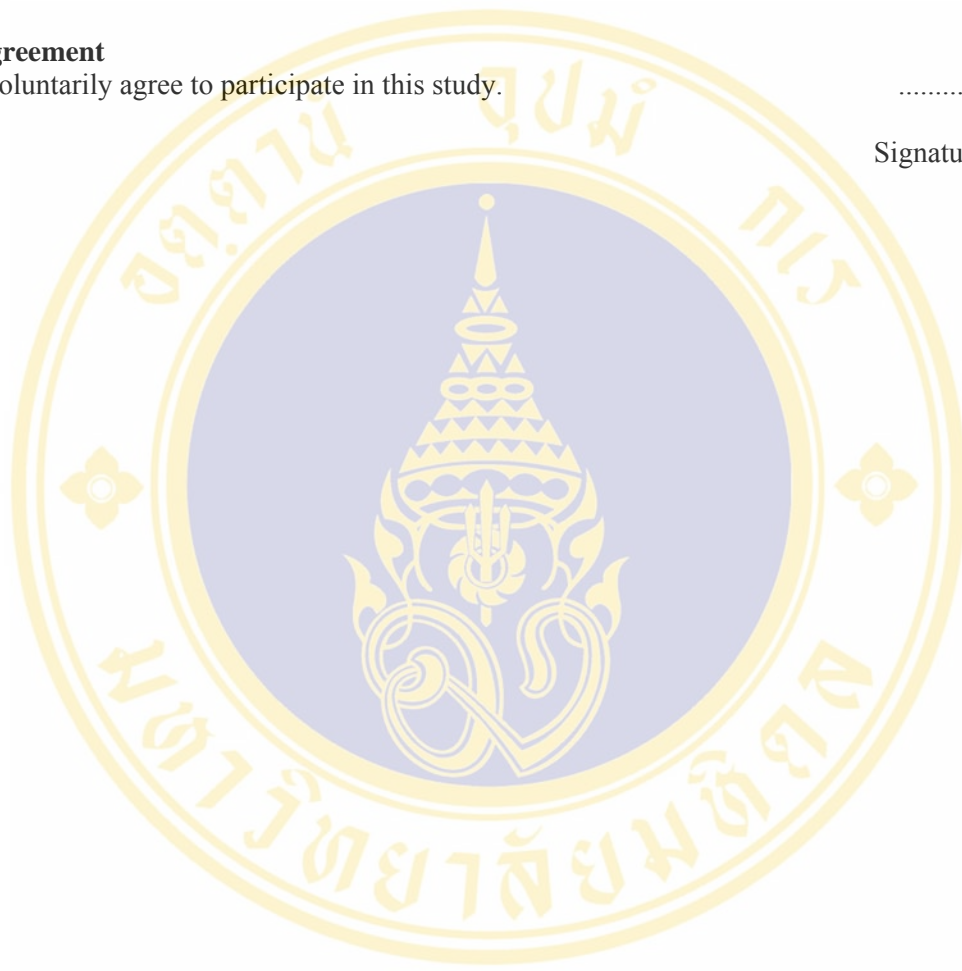 greement
oluntarily agree to participate in this study. .........
Signatu
อตฺตานํ อุปมํ กเร
มหาวิทยาลัยมหิดล